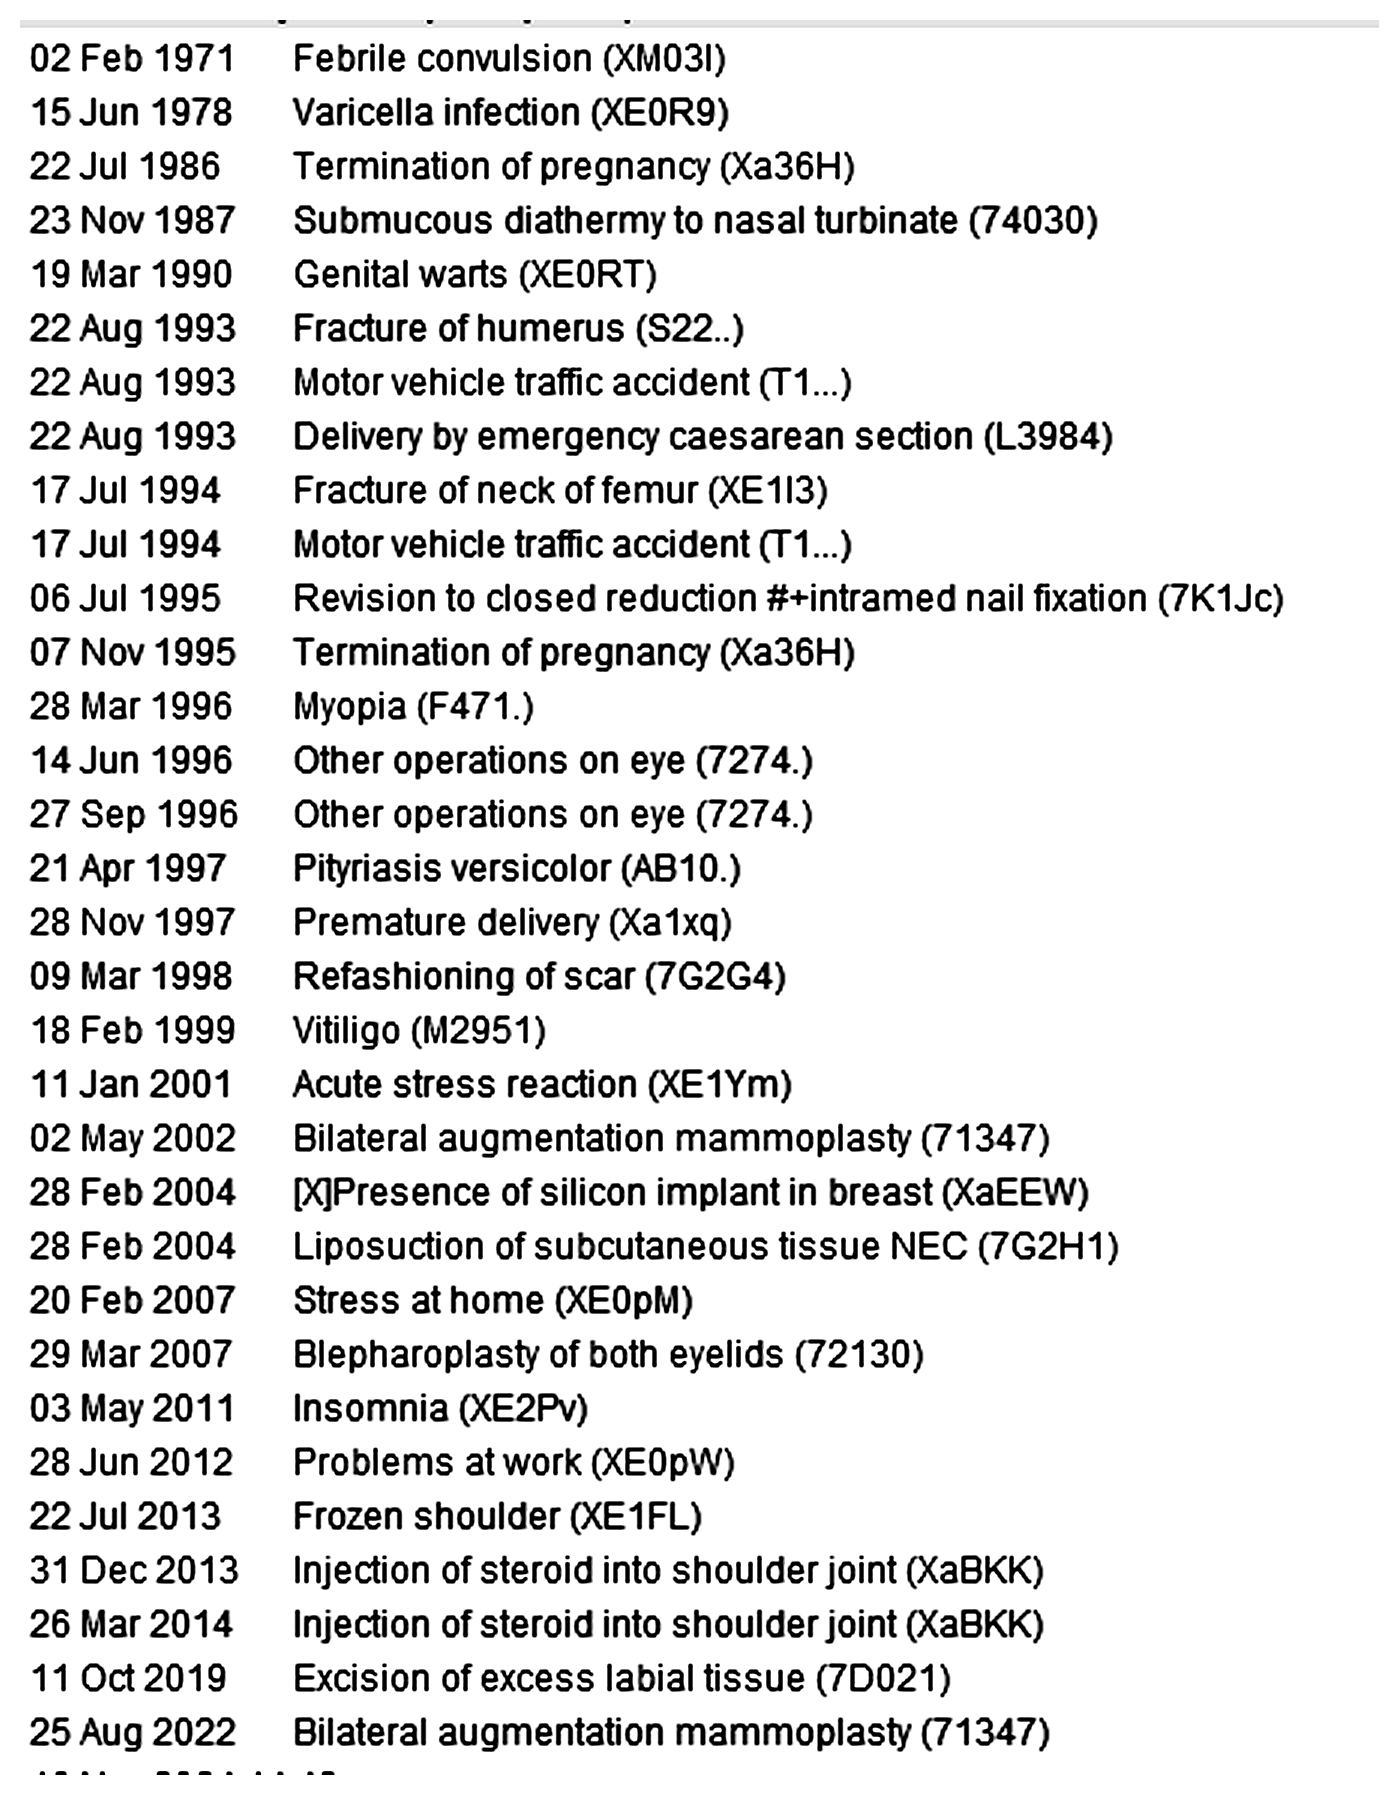 02 Feb 1971 Febrile convulsion (XM03l)
15 Jun 1978 Varicella infection (XE0R9)
22 Jul 1986 Termination of pregnancy (Xa36H)
23 Nov 1987 Submucous diathermy to nasal turbinate (74030)
19 Mar 1990 Genital warts (XE0RT)
22 Aug 1993 Fracture of humerus (S22..)
22 Aug 1993 Motor vehicle traffic accident (T1...)
22 Aug 1993 Delivery by emergency caesarean section (L3984)
17 Jul 1994 Fracture of neck of femur (XE1l3)
17 Jul 1994 Motor vehicle traffic accident (T1...)
06 Jul 1995 Revision to closed reduction #+intramed nail fixation (7K1Jc)
07 Nov 1995 Termination of pregnancy (Xa36H)
28 Mar 1996 Myopia (F471.)
14 Jun 1996 Other operations on eye (7274.)
27 Sep 1996 Other operations on eye (7274.)
21 Apr 1997 Pityriasis versicolor (AB10.)
28 Nov 1997 Premature delivery (Xa1xq)
09 Mar 1998 Refashioning of scar (7G2G4)
18 Feb 1999 Vitiligo (M2951)
11 Jan 2001 Acute stress reaction (XE1Ym)
02 May 2002 Bilateral augmentation mammoplasty (71347)
28 Feb 2004 [X]Presence of silicon implant in breast (XaEEW)
28 Feb 2004 Liposuction of subcutaneous tissue NEC (7G2H1)
20 Feb 2007 Stress at home (XE0pM)
29 Mar 2007 Blepharoplasty of both eyelids (72130)
03 May 2011 Insomnia (XE2Pv)
28 Jun 2012 Problems at work (XE0pW)
22 Jul 2013 Frozen shoulder (XE1FL)
31 Dec 2013 Injection of steroid into shoulder joint (XaBKK)
26 Mar 2014 Injection of steroid into shoulder joint (XaBKK)
11 Oct 2019 Excision of excess labial tissue (7D021)
25 Aug 2022 Bilateral augmentation mammoplasty (71347)